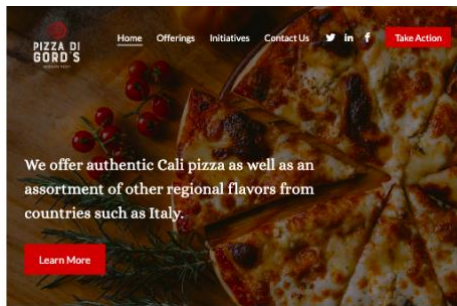 PIZZA DI
GORD'S
Home Offerings Initiatives Contact Us Take Action
We offer authentic Cali pizza as well as an
assortment of other regional flavors from
countries such as Italy.
Learn More